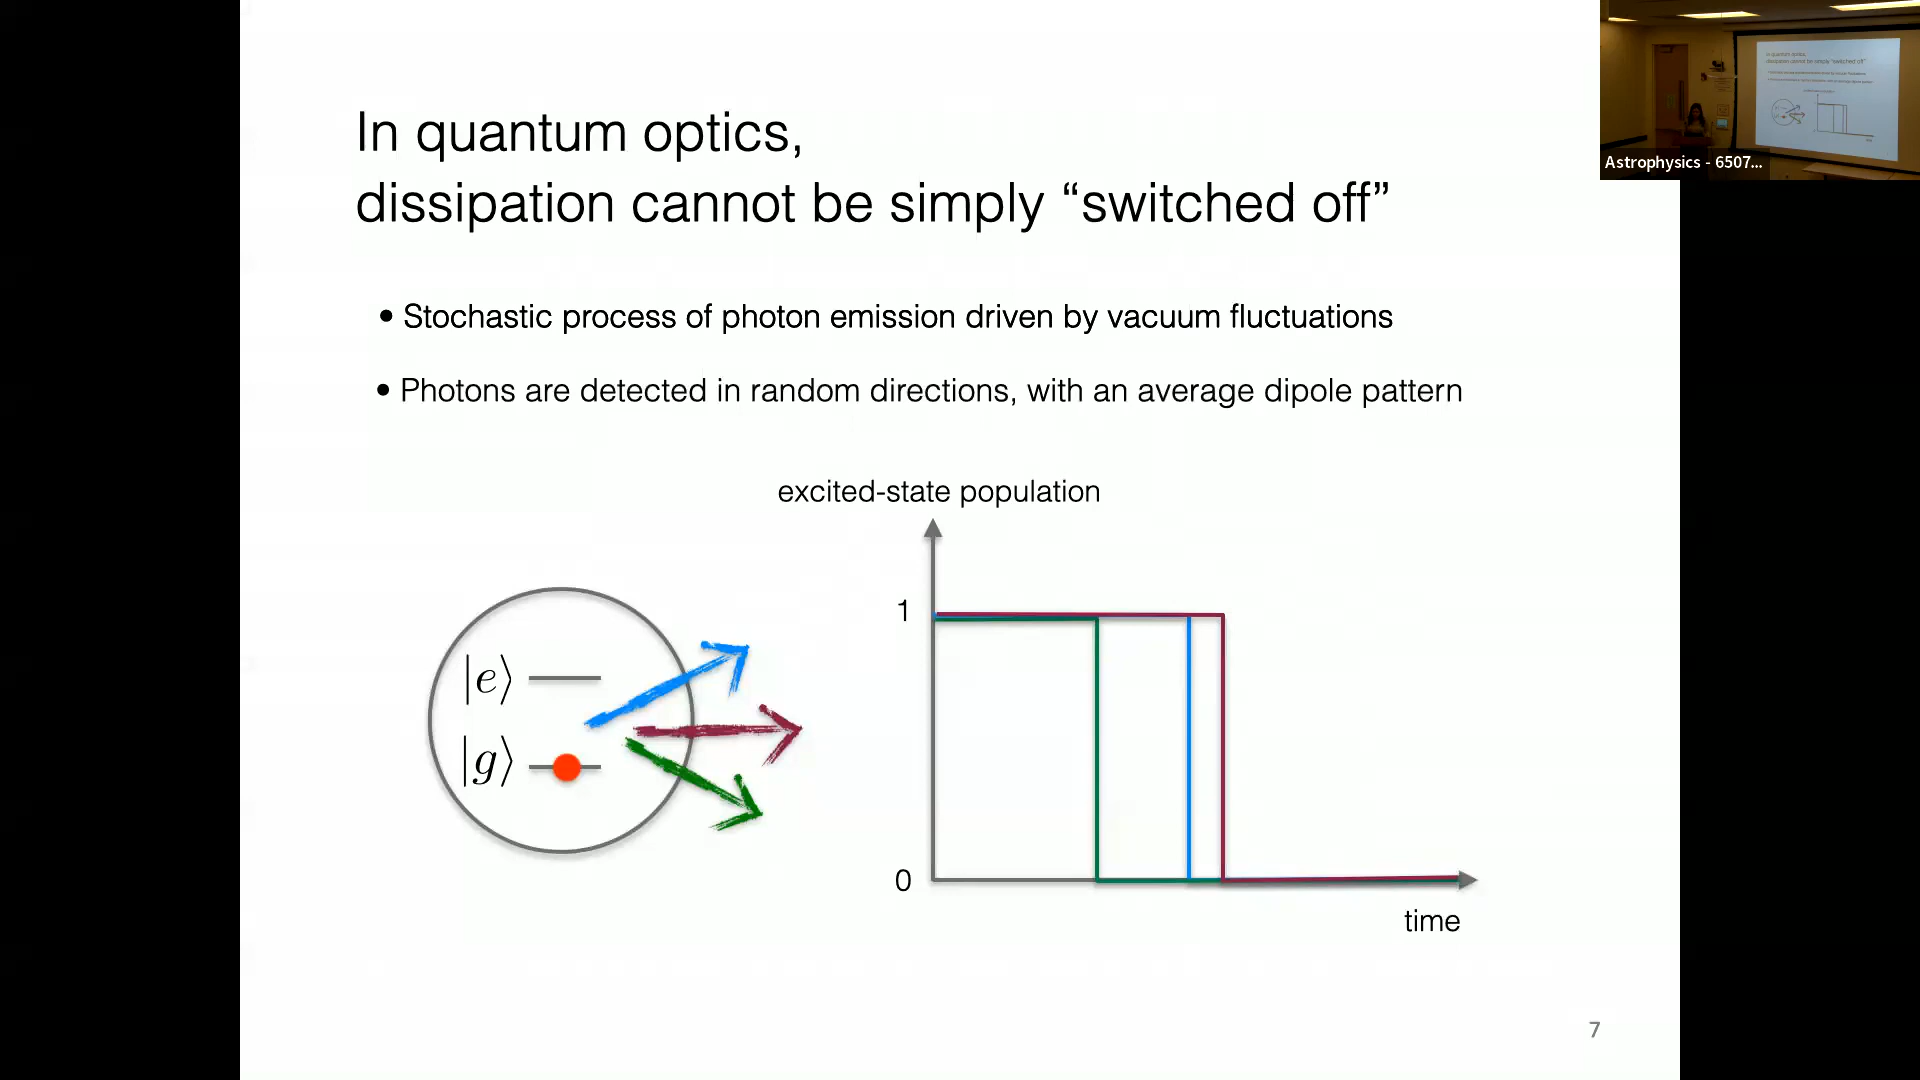 In quantum optics,
dissipation cannot be simply “switched off”
• Stochastic process of photon emission driven by vacuum fluctuations
• Photons are detected in random directions, with an average dipole pattern
excited-state population
1
|e⟩
|g⟩
0
time
7
Astrophysics - 6507...